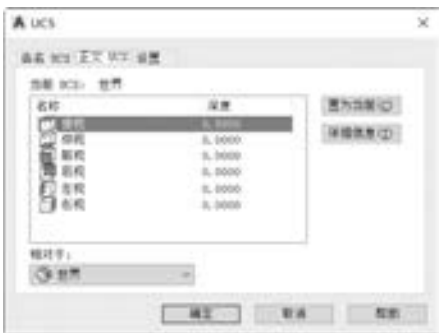 UCS
命名 UCS 正交 UCS 设置
当前 UCS: 世界
名称 深度
俯视 0.0000
仰视 0.0000
前视 0.0000
后视 0.0000
左视 0.0000
右视 0.0000
置为当前(C)
详细信息(T)
相对于:
世界
确定 取消 帮助